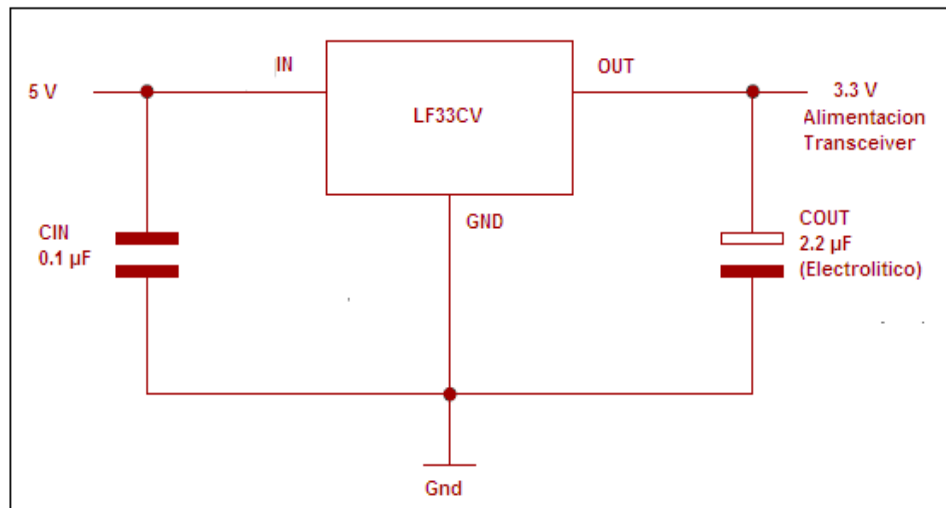 IN
OUT
5 V
3.3 V
Alimentacion
Transceiver
LF33CV
GND
CIN
0.1 µF
COUT
2.2 µF
(Electrolitico)
Gnd